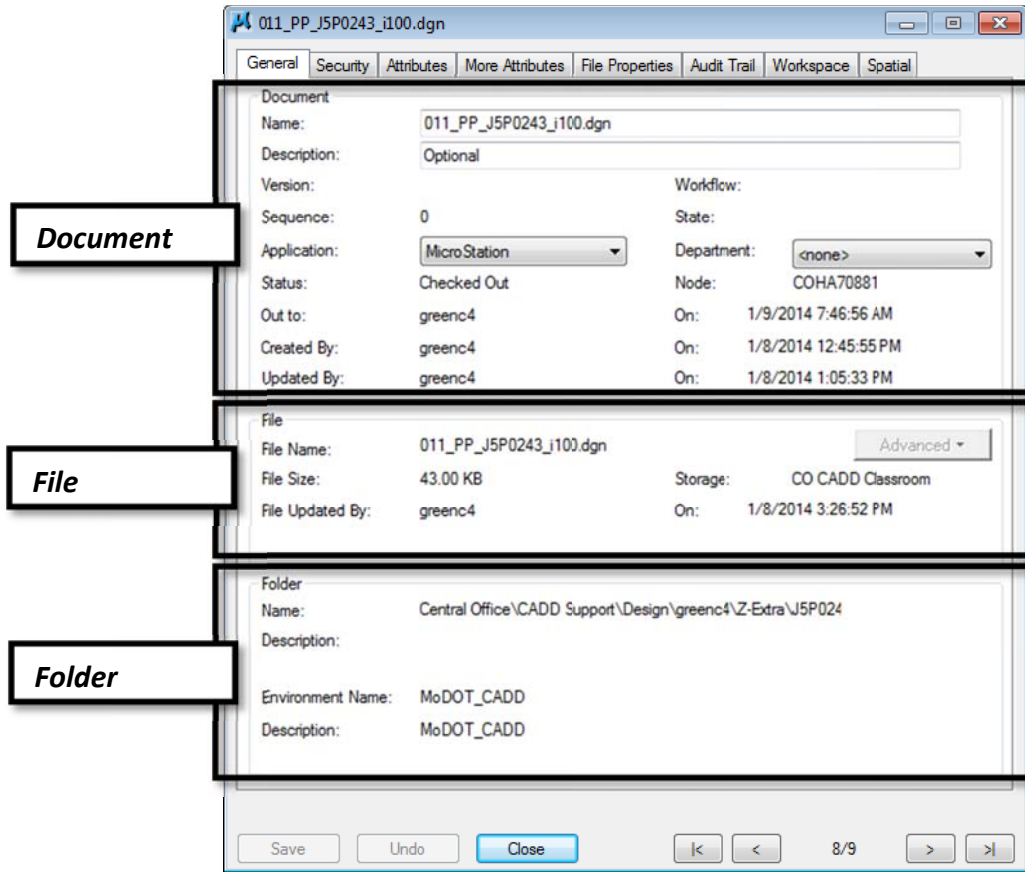 011_PP_J5P0243_i100.dgn
General Security Attributes More Attributes File Properties Audit Trail Workspace Spatial
Document
Name: 011_PP_J5P0243_i100.dgn
Description: Optional
Version: Workflow:
Sequence: 0 State:
Document
Application: MicroStation Department: <none>
Status: Checked Out Node: COHA70881
Out to: greenc4 On: 1/9/2014 7:46:56 AM
Created By: greenc4 On: 1/8/2014 12:45:55 PM
Updated By: greenc4 On: 1/8/2014 1:05:33 PM
File
File Name: 011_PP_J5P0243_i100.dgn Advanced
File
File Size: 43.00 KB Storage: CO CADD Classroom
File Updated By: greenc4 On: 1/8/2014 3:26:52 PM
Folder
Name: Central Office\CADD Support\Design\greenc4\Z-Extra\J5P024
Description:
Folder
Environment Name: MoDOT_CADD
Description: MoDOT_CADD
Save Undo Close |< < 8/9 > >|